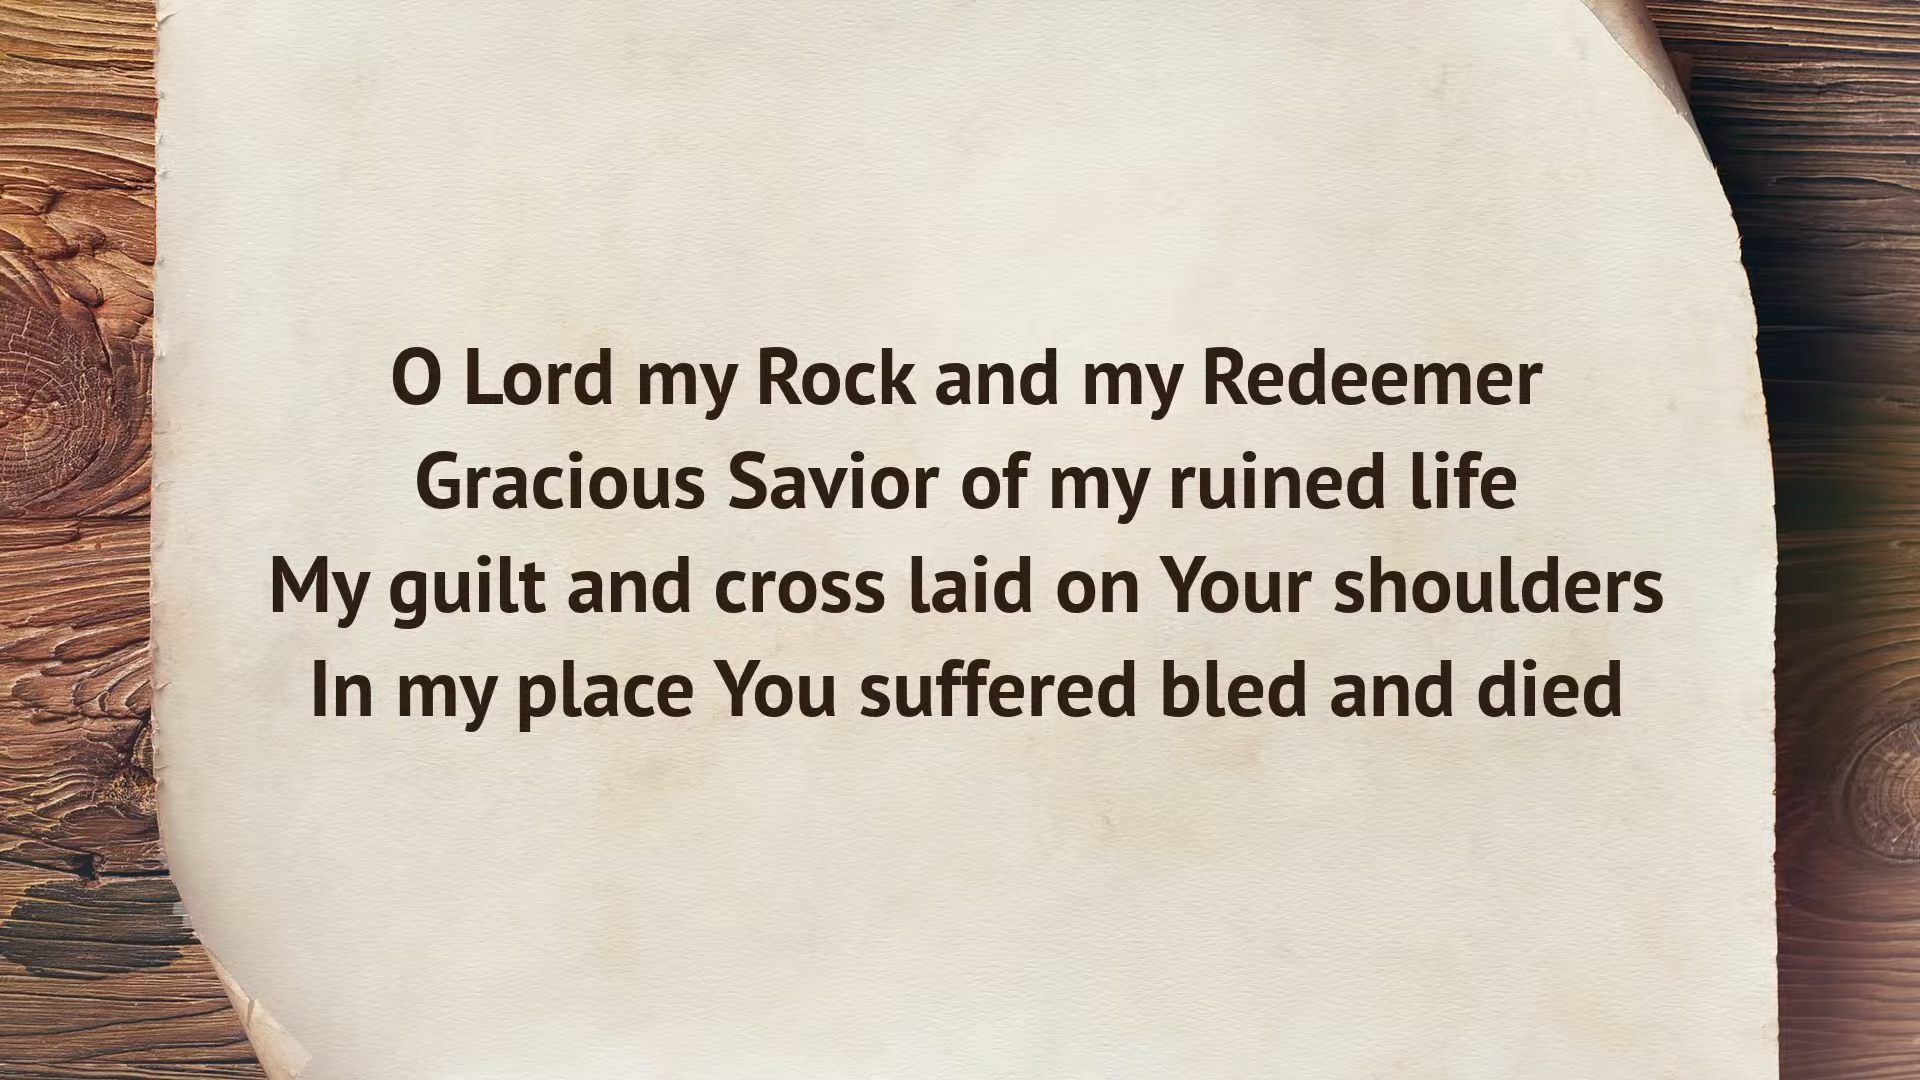 O Lord my Rock and my Redeemer
Gracious Savior of my ruined life
My guilt and cross laid on Your shoulders
In my place You suffered bled and died